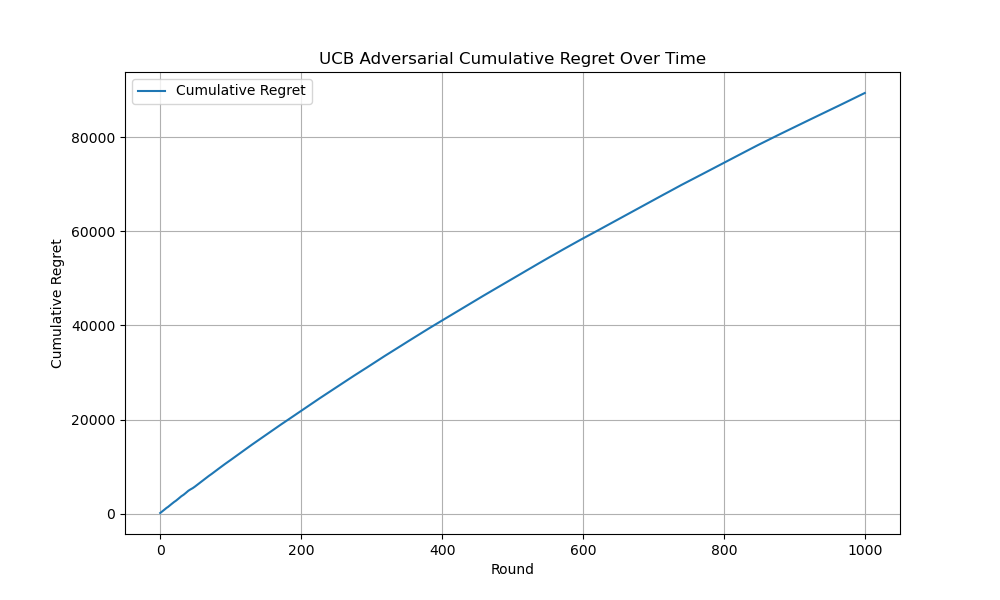 UCB Adversarial Cumulative Regret Over Time
Cumulative Regret
80000
60000
40000
20000
0
Cumulative Regret
0 200 400 600 800 1000
Round